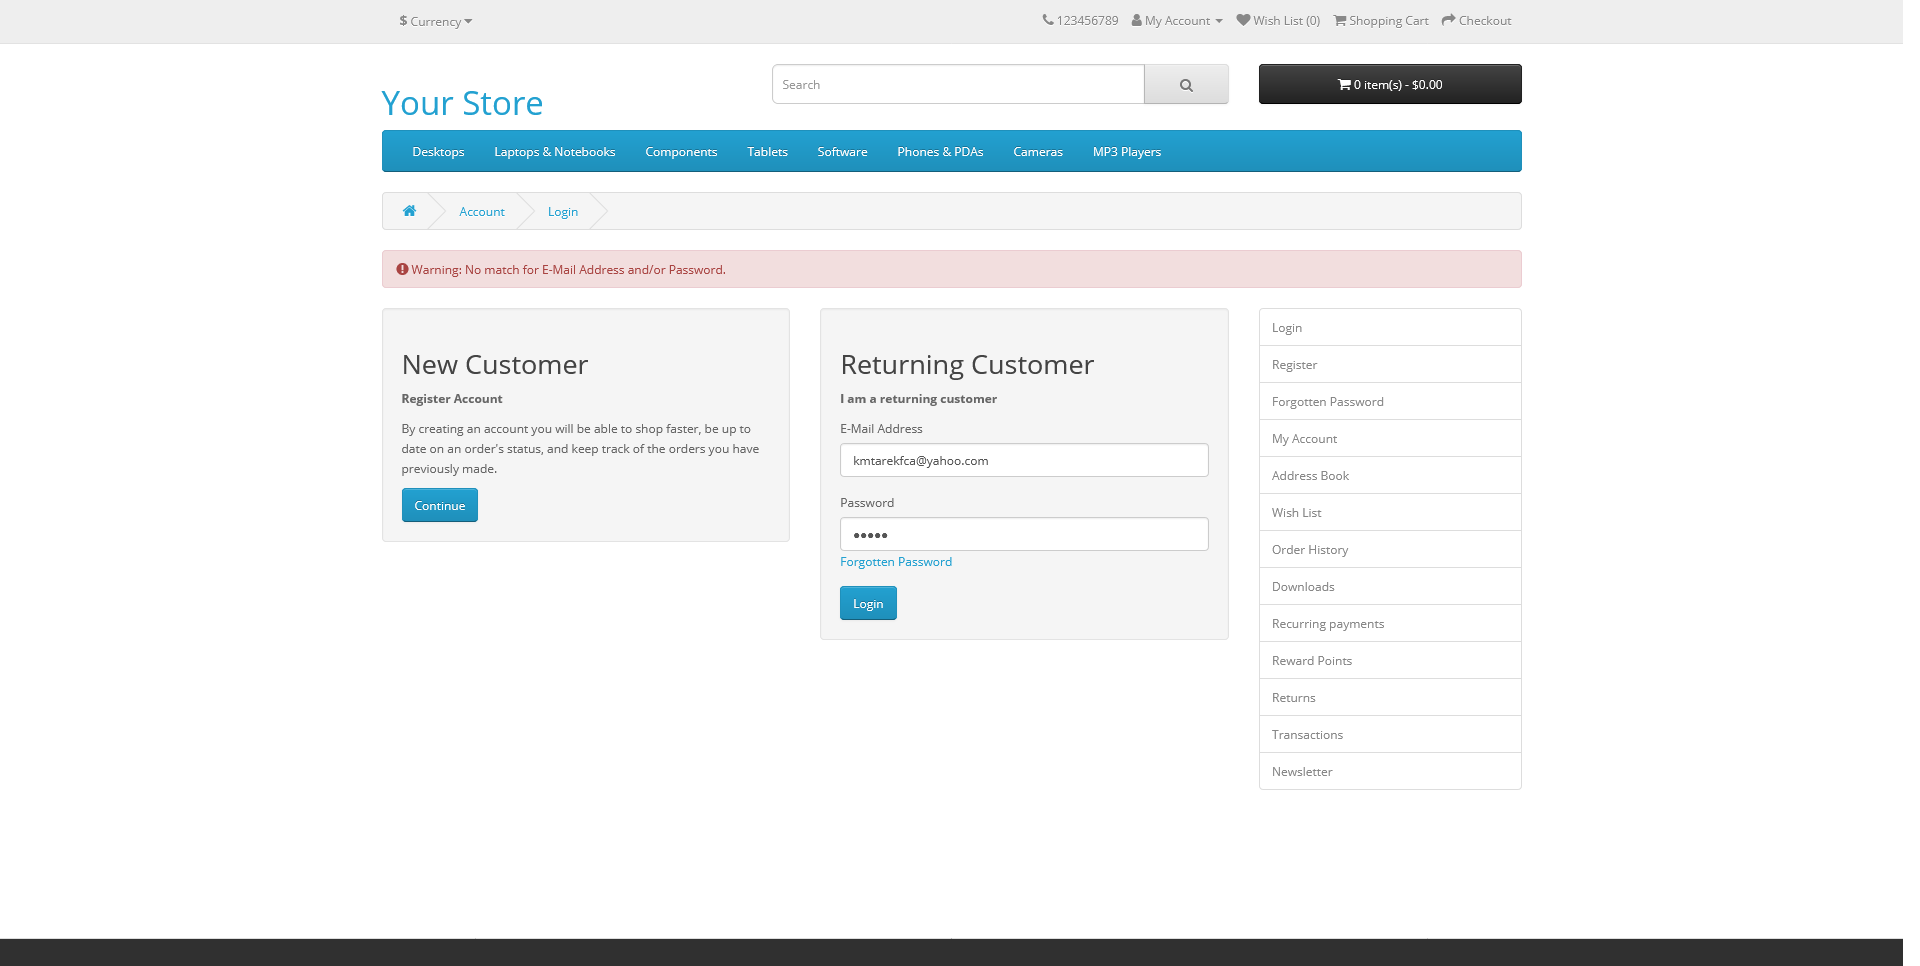 $ Currency
123456789 My Account Wish List (0) Shopping Cart Checkout
Your Store
Search
0 item(s) - $0.00
Desktops Laptops & Notebooks Components Tablets Software Phones & PDAs Cameras MP3 Players
Account Login
Warning: No match for E-Mail Address and/or Password.
New Customer
Register Account
By creating an account you will be able to shop faster, be up to
date on an order's status, and keep track of the orders you have
previously made.
Continue
Returning Customer
I am a returning customer
E-Mail Address
kmtarekfca@yahoo.com
Password
•••••
Forgotten Password
Login
Login
Register
Forgotten Password
My Account
Address Book
Wish List
Order History
Downloads
Recurring payments
Reward Points
Returns
Transactions
Newsletter